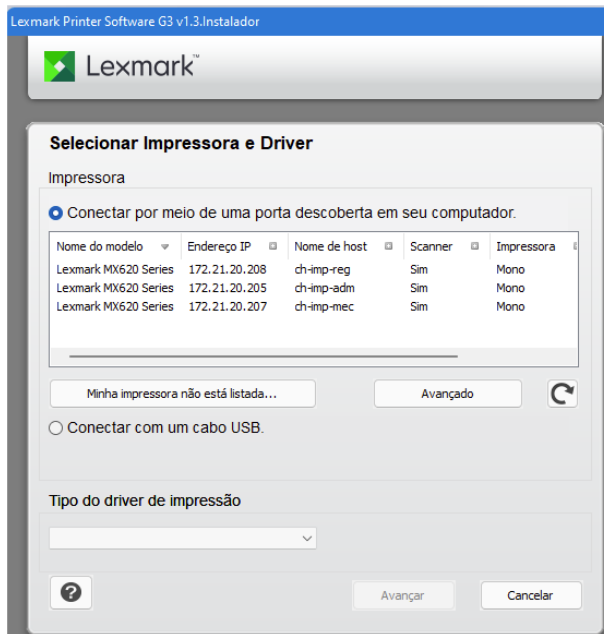 Lexmark Printer Software G3 v1.3.Instalador
Lexmark™
Selecionar Impressora e Driver
Impressora
Conectar por meio de uma porta descoberta em seu computador.
Nome do modelo Endereço IP Nome de host Scanner Impressora
Lexmark MX620 Series 172.21.20.208 ch-imp-reg Sim Mono
Lexmark MX620 Series 172.21.20.205 ch-imp-adm Sim Mono
Lexmark MX620 Series 172.21.20.207 ch-imp-mec Sim Mono
Minha impressora não está listada... Avançado
Conectar com um cabo USB.
Tipo do driver de impressão
? Avançar Cancelar